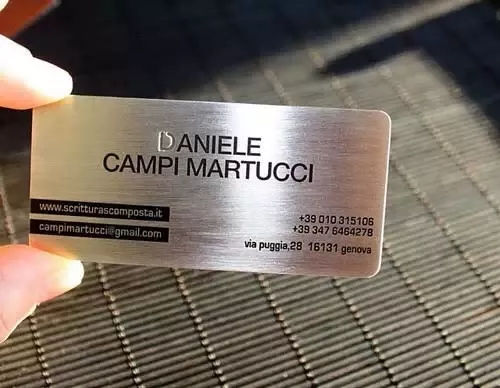 DANIELE
CAMPI MARTUCCI
www.scritturascomposta.it
campimartucci@gmail.com
+39 010 315106
+39 347 6464278
via puggia,28 16131 genova